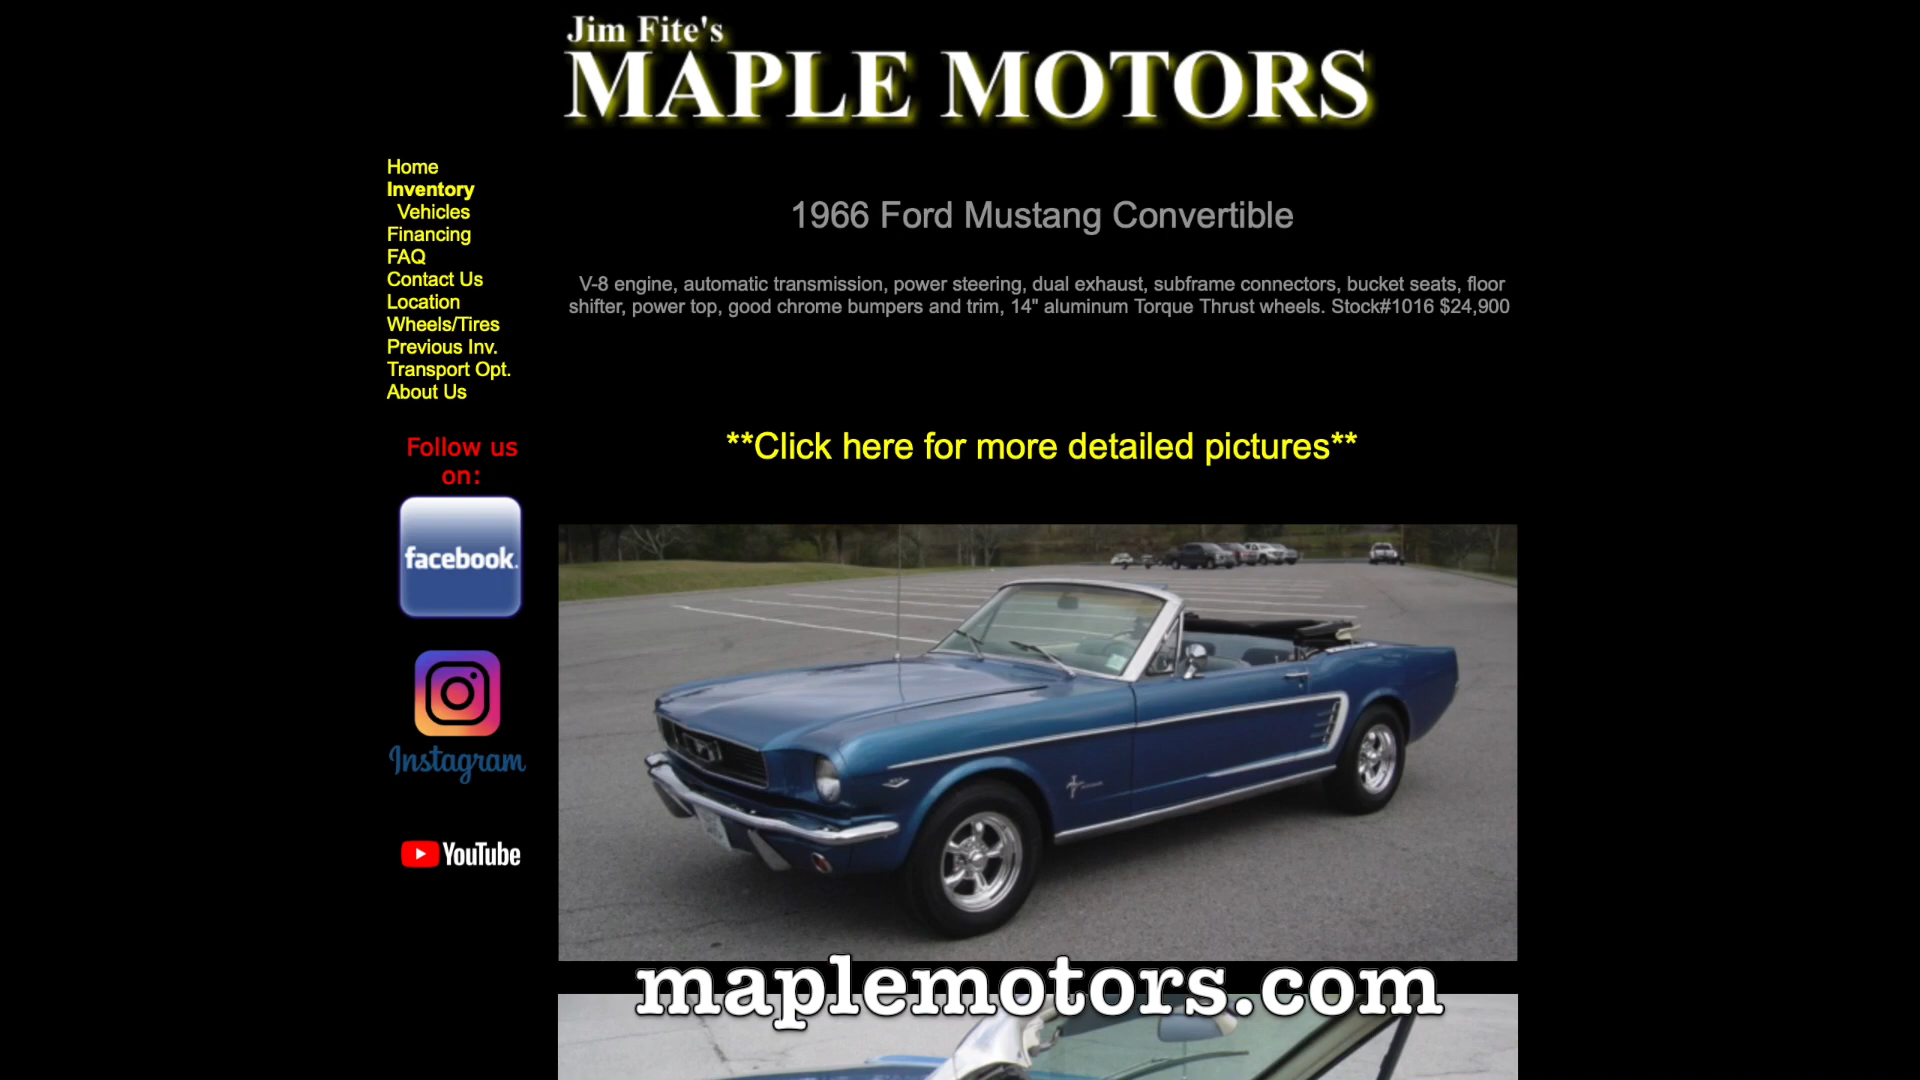 Jim Fite's
MAPLE MOTORS
Home
Inventory
Vehicles
Financing
FAQ
Contact Us
Location
Wheels/Tires
Previous Inv.
Transport Opt.
About Us
Follow us
on:
facebook.
Instagram
YouTube
1966 Ford Mustang Convertible
V-8 engine, automatic transmission, power steering, dual exhaust, subframe connectors, bucket seats, floor
shifter, power top, good chrome bumpers and trim, 14" aluminum Torque Thrust wheels. Stock#1016 $24,900
**Click here for more detailed pictures**
maplemotors.com